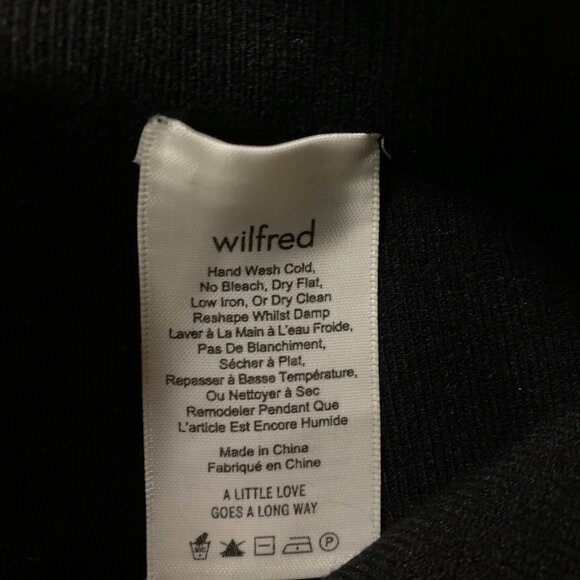 wilfred
Hand Wash Cold,
No Bleach, Dry Flat,
Low Iron, Or Dry Clean
Reshape Whilst Damp
Laver à La Main à L'eau Froide,
Pas De Blanchiment,
Sécher à Plat,
Repasser à Basse Température,
Ou Nettoyer à Sec
Remodeler Pendant Que
L'article Est Encore Humide
Made in China
Fabriqué en Chine
A LITTLE LOVE
GOES A LONG WAY
P